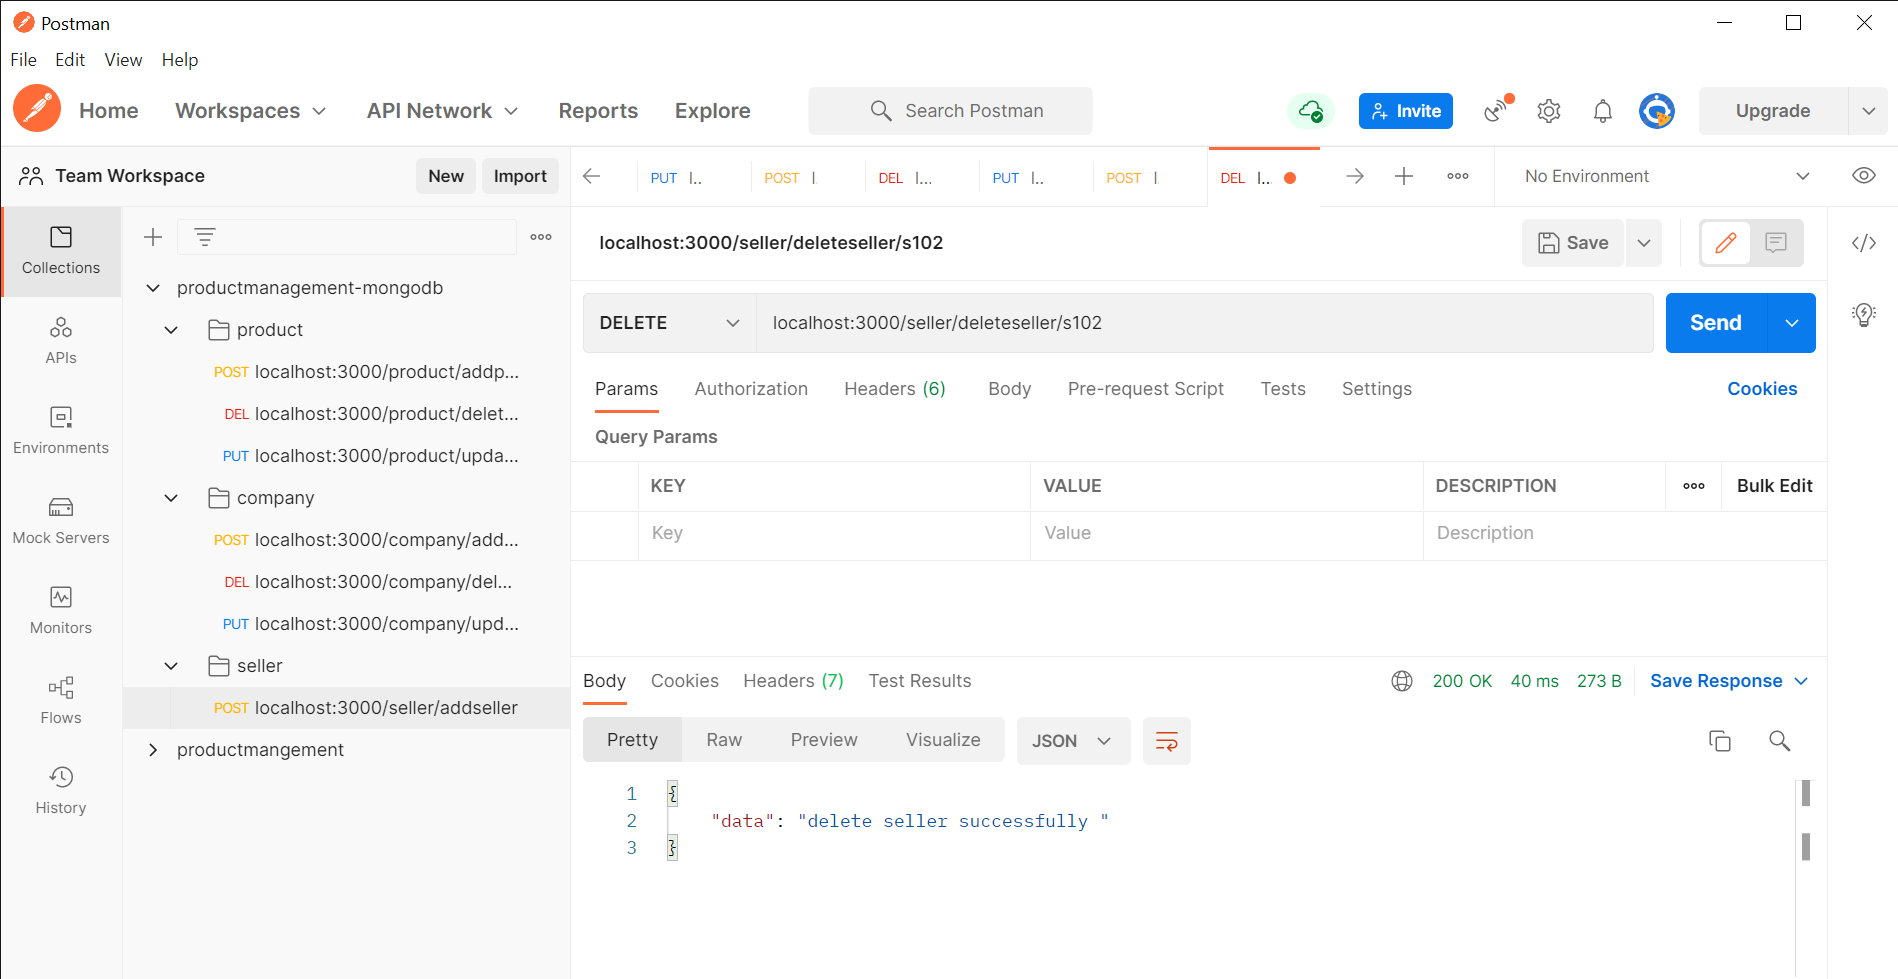 Postman
File Edit View Help
Home Workspaces API Network Reports Explore Search Postman Invite Upgrade
Team Workspace New Import
PUT l.. POST l DEL l... PUT l.. POST l DEL l... No Environment
Collections
APIs
Environments
Mock Servers
Monitors
Flows
History
productmanagement-mongodb
product
POST localhost:3000/product/addp...
DEL localhost:3000/product/delet...
PUT localhost:3000/product/upda...
company
POST localhost:3000/company/add...
DEL localhost:3000/company/del...
PUT localhost:3000/company/upd...
seller
POST localhost:3000/seller/addseller
productmangement
localhost:3000/seller/deleteseller/s102 Save
DELETE localhost:3000/seller/deleteseller/s102 Send
Params Authorization Headers (6) Body Pre-request Script Tests Settings Cookies
Query Params
KEY VALUE DESCRIPTION Bulk Edit
Key Value Description
Body Cookies Headers (7) Test Results 200 OK 40 ms 273 B Save Response
Pretty Raw Preview Visualize JSON
1 {
2 "data": "delete seller successfully "
3 }